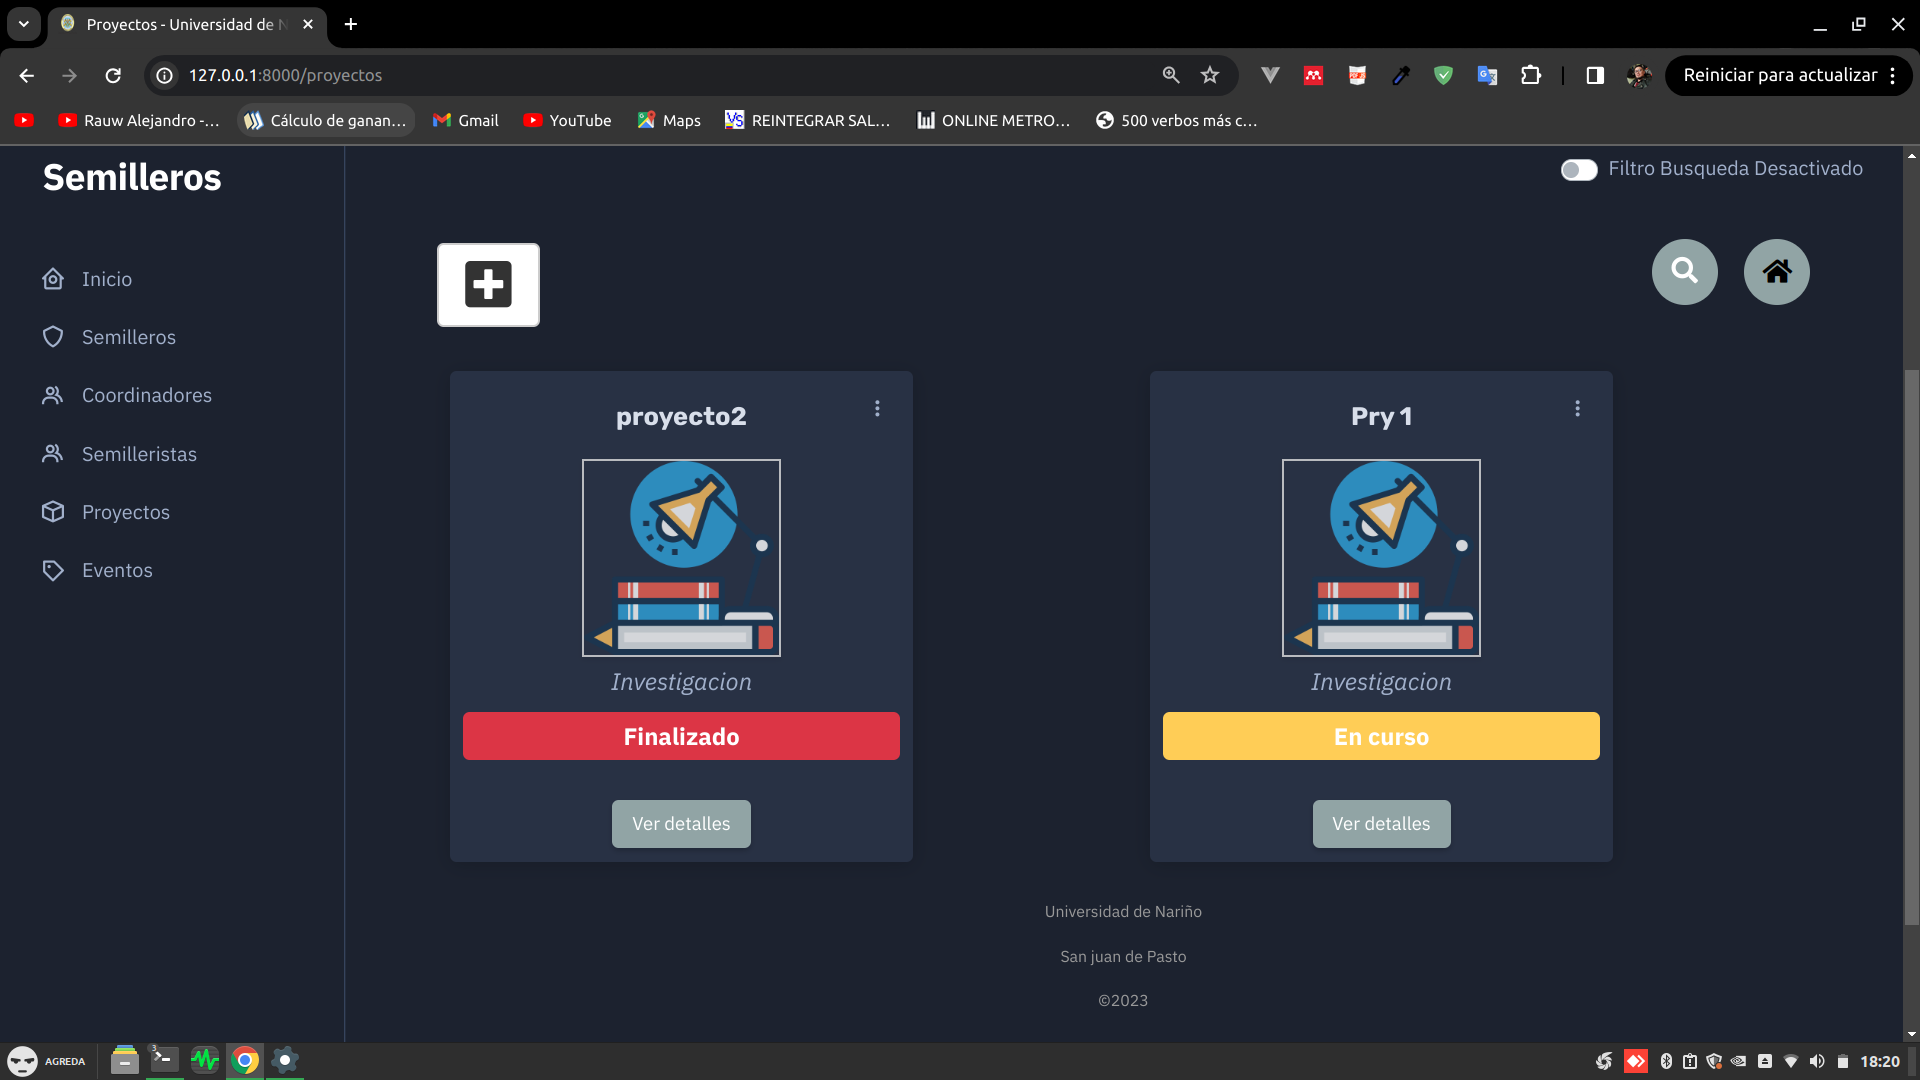 Proyectos - Universidad de N
127.0.0.1:8000/proyectos
Reiniciar para actualizar
Rauw Alejandro -...
Cálculo de ganan...
Gmail
YouTube
Maps
REINTEGRAR SAL...
ONLINE METRO...
500 verbos más c...
Semilleros
Filtro Busqueda Desactivado
Inicio
Semilleros
Coordinadores
Semilleristas
Proyectos
Eventos
proyecto2
Investigacion
Finalizado
Ver detalles
Pry 1
Investigacion
En curso
Ver detalles
Universidad de Nariño
San juan de Pasto
©2023
AGREDA
3
18:20